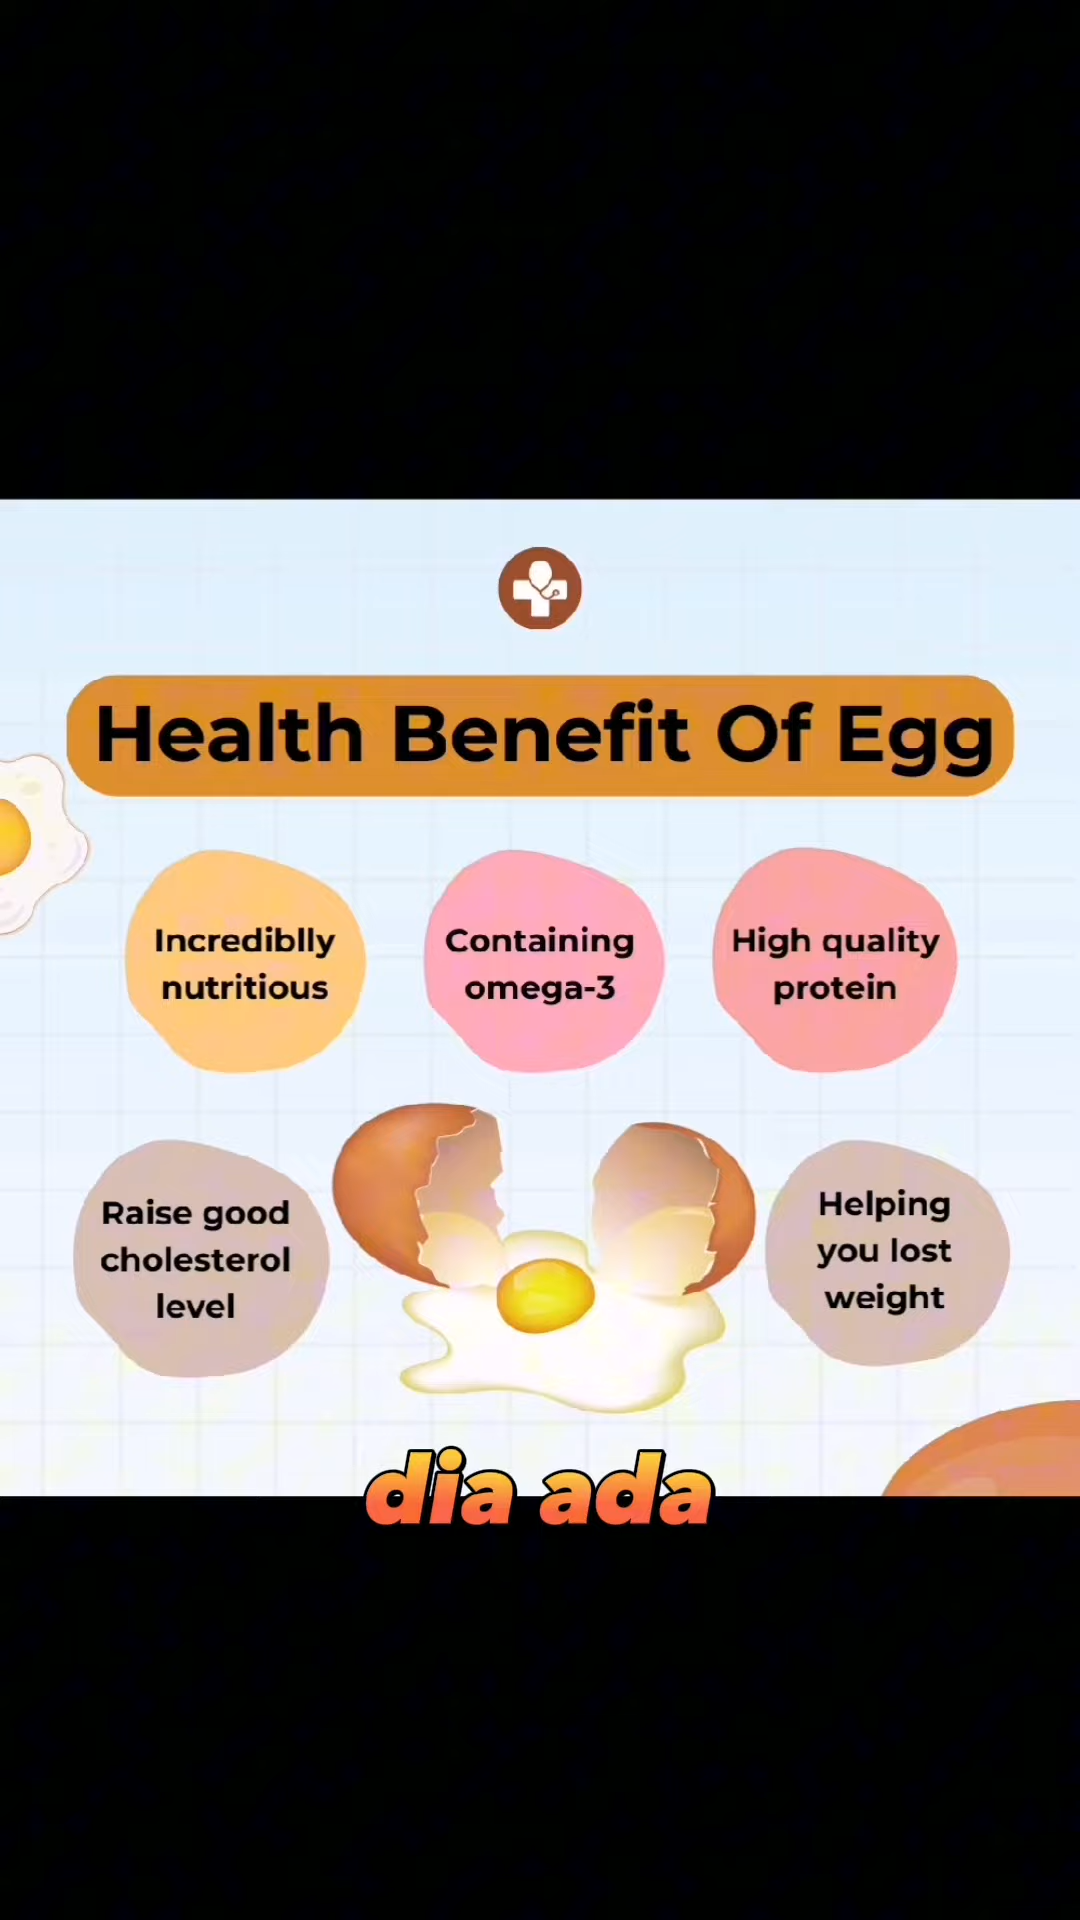 Health Benefit Of Egg
Incrediblly
nutritious
Containing
omega-3
High quality
protein
Raise good
cholesterol
level
Helping
you lost
weight
dia ada